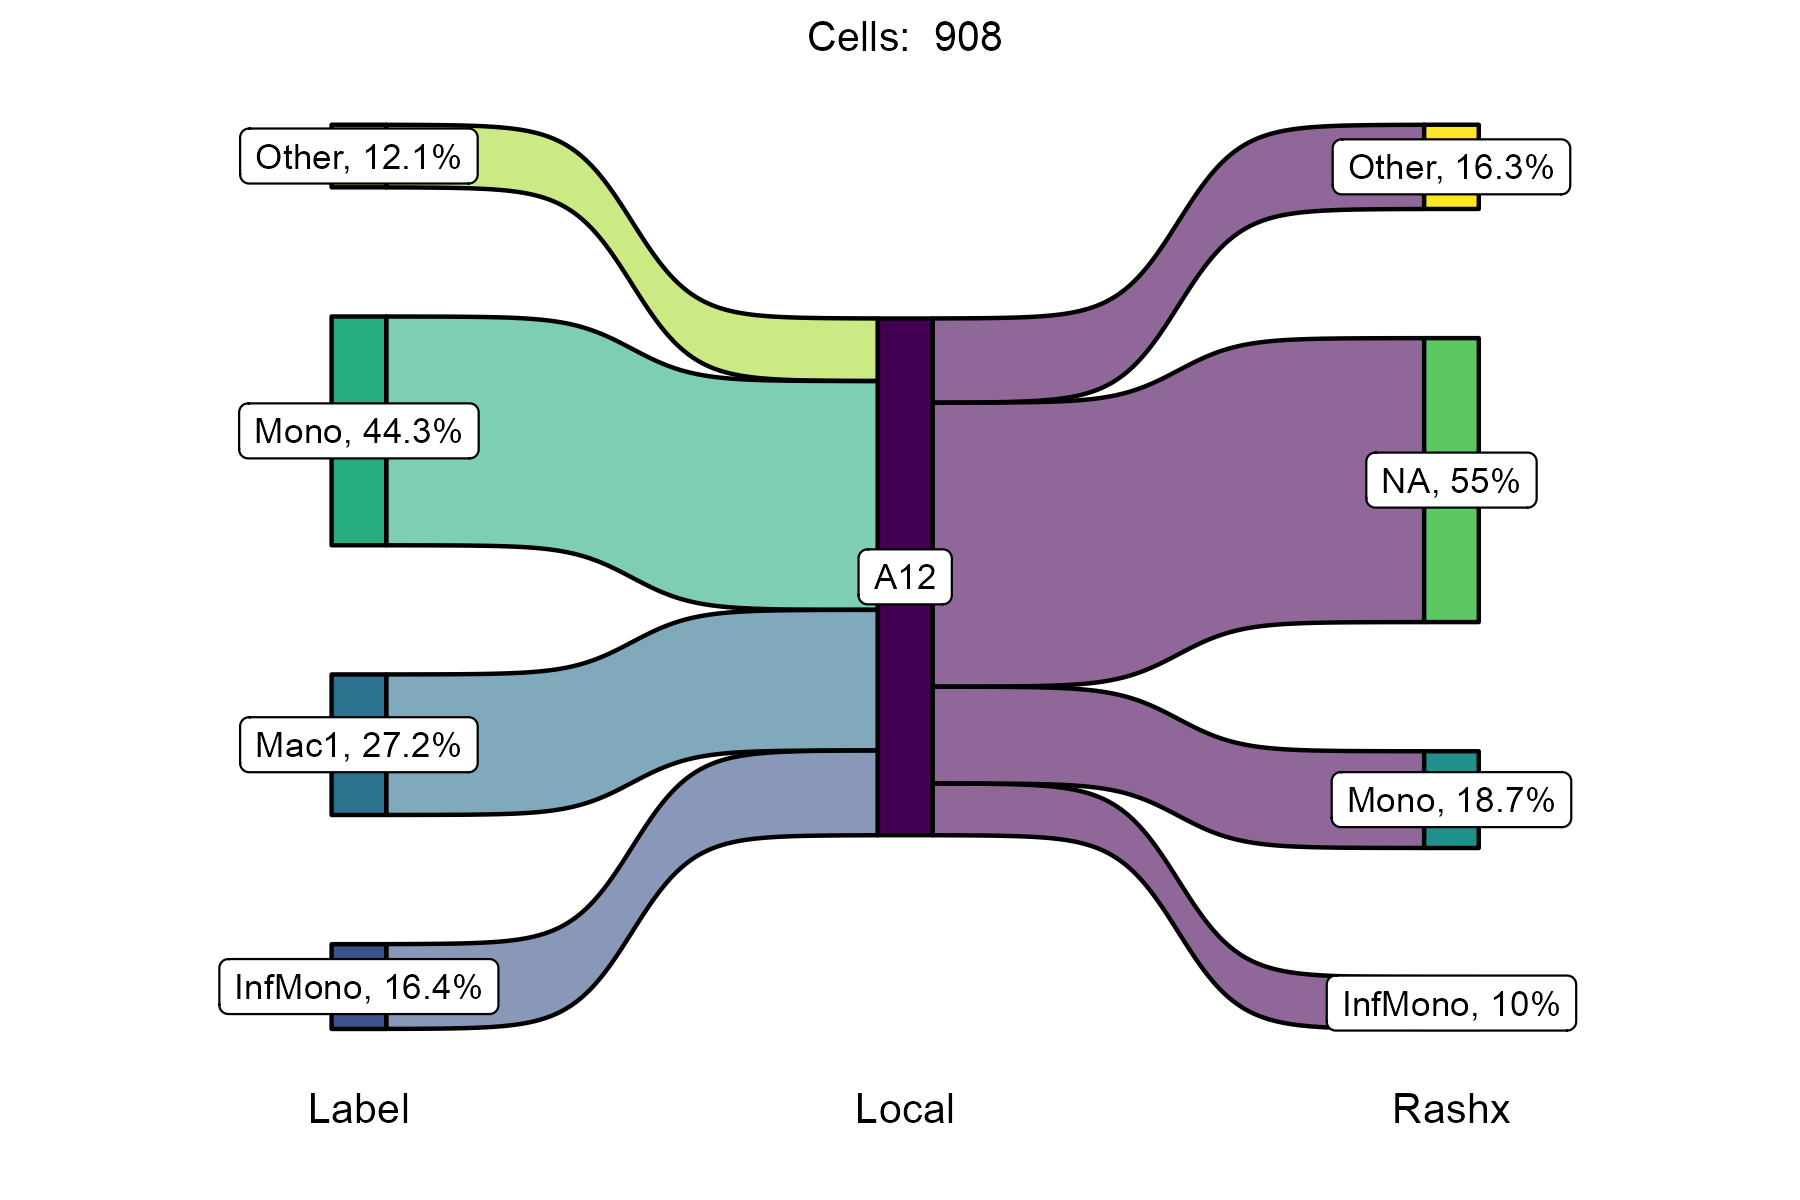 Cells:  908
Other, 12.1%
Mono, 44.3%
Mac1, 27.2%
InfMono, 16.4%
A12
Other, 16.3%
NA, 55%
Mono, 18.7%
InfMono, 10%
Label
Local
Rashx